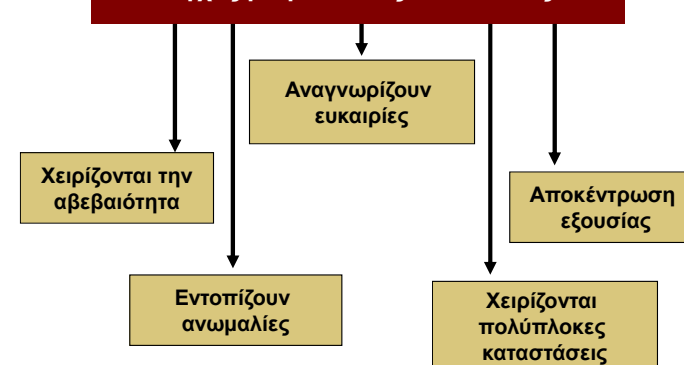 Αναγνωρίζουν
ευκαιρίες
Χειρίζονται την
αβεβαιότητα
Αποκέντρωση
εξουσίας
Εντοπίζουν
ανωμαλίες
Χειρίζονται
πολύπλοκες
καταστάσεις